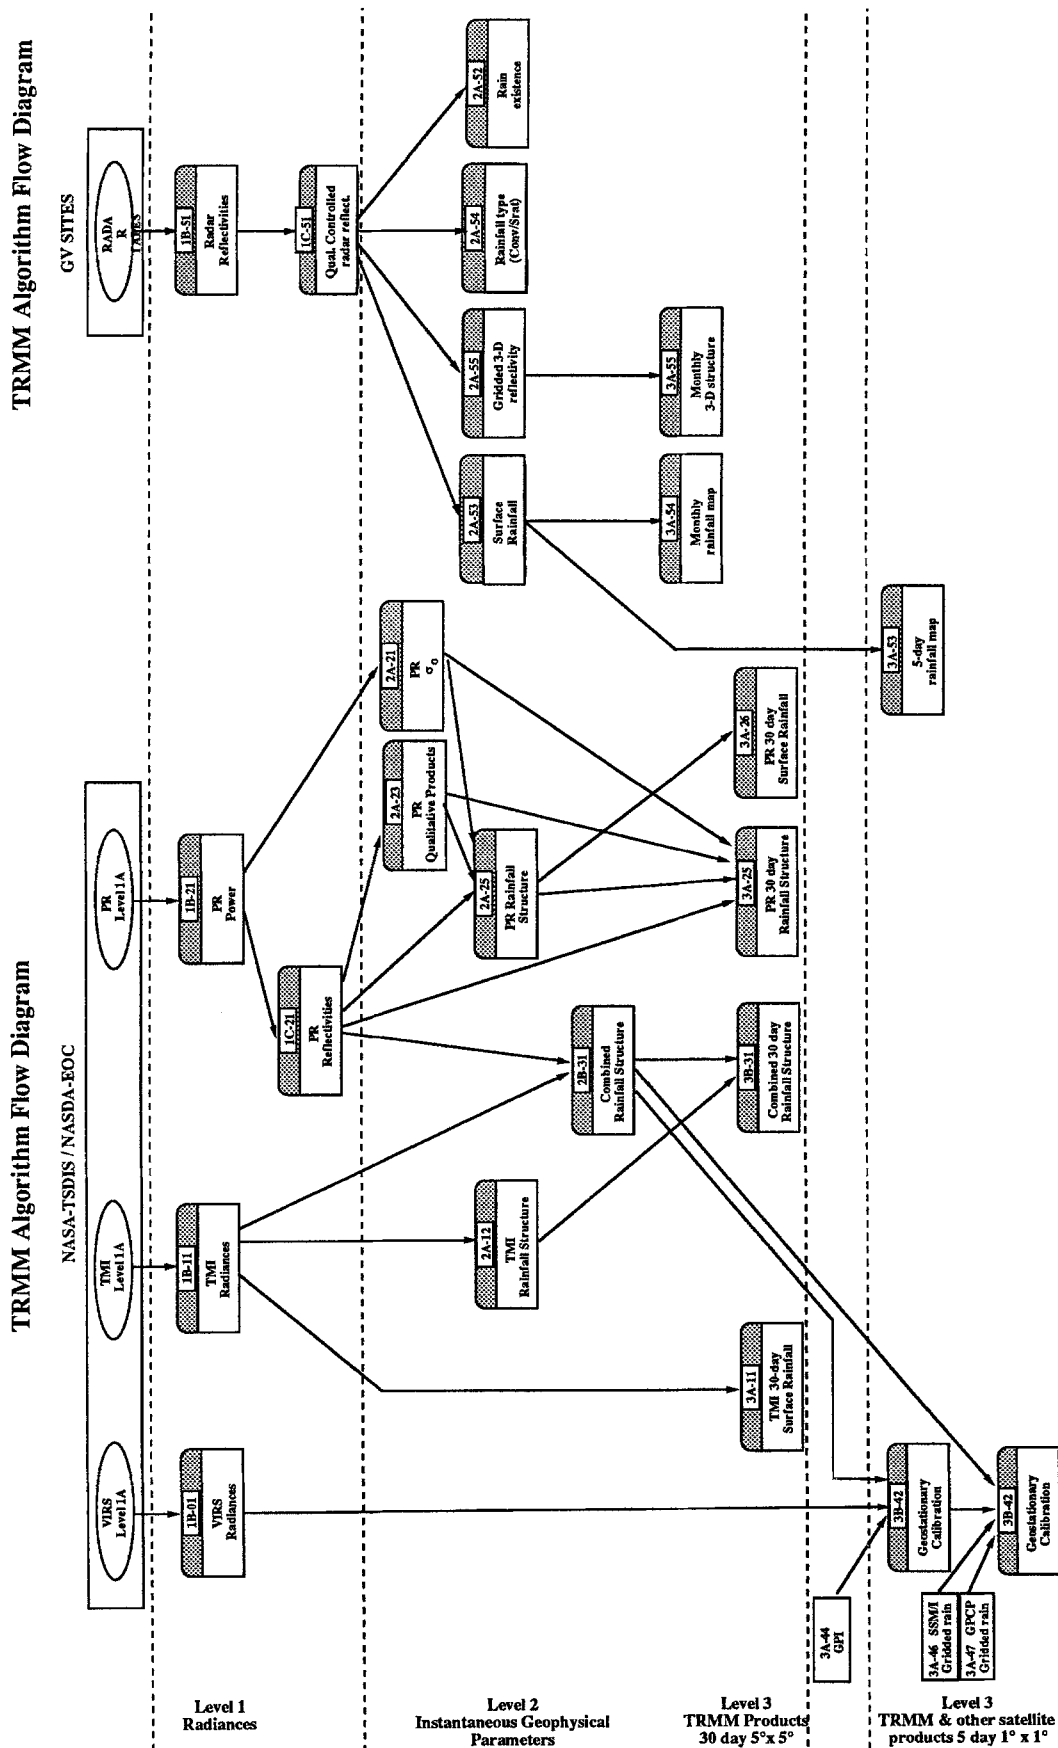 TRMM Algorithm Flow Diagram
TRMM Algorithm Flow Diagram
NASA-TSDIS / NASDA-EOC
GV SITES
VIRS
Level 1A
TMI
Level 1A
PR
Level 1A
RADA
R
1B-01
VIRS
Radiances
1B-11
TMI
Radiances
1B-21
PR
Power
1B-51
Radar
Reflectivities
1C-21
PR
Reflectivities
1C-51
Qual. Controlled
radar reflect.
Level 1
Radiances
2A-23
PR
Qualitative Products
2A-21
PR
σo
2A-12
TMI
Rainfall Structure
2A-25
PR Rainfall
Structure
2A-53
Surface
Rainfall
2A-55
Gridded 3-D
reflectivity
2A-54
Rainfall type
(Conv/Srat)
2A-52
Rain
existence
2B-31
Combined
Rainfall Structure
Level 2
Instantaneous Geophysical
Parameters
3A-54
Monthly
rainfall map
3A-55
Monthly
3-D structure
3A-11
TMI 30-day
Surface Rainfall
3B-31
Combined 30 day
Rainfall Structure
3A-25
PR 30 day
Rainfall Structure
3A-26
PR 30 day
Surface Rainfall
Level 3
TRMM Products
30 day 5°x 5°
3A-44
GPI
3B-42
Geostationary
Calibration
3A-53
5-day
rainfall map
3A-46 SSM/I
Gridded rain
3A-47 GPCP
Gridded rain
3B-42
Geostationary
Calibration
Level 3
TRMM & other satellite
products 5 day 1° x 1°